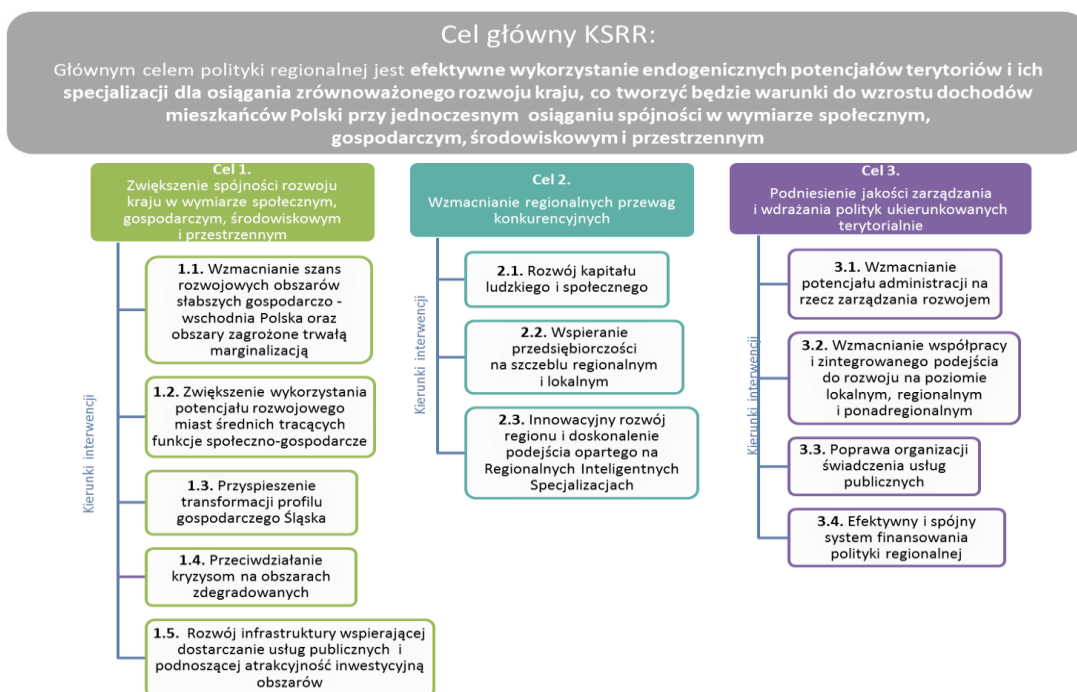 Cel główny KSRR:
Głównym celem polityki regionalnej jest efektywne wykorzystanie endogenicznych potencjałów terytoriów i ich
specjalizacji dla osiągania zrównoważonego rozwoju kraju, co tworzyć będzie warunki do wzrostu dochodów
mieszkańców Polski przy jednoczesnym osiąganiu spójności w wymiarze społecznym,
gospodarczym, środowiskowym i przestrzennym
Cel 1.
Zwiększenie spójności rozwoju
kraju w wymiarze społecznym,
gospodarczym, środowiskowym
i przestrzennym
Kierunki interwencji
1.1. Wzmacnianie szans
rozwojowych obszarów
słabszych gospodarczo -
wschodnia Polska oraz
obszary zagrożone trwałą
marginalizacją
1.2. Zwiększenie wykorzystania
potencjału rozwojowego
miast średnich tracących
funkcje społeczno-gospodarcze
1.3. Przyspieszenie
transformacji profilu
gospodarczego Śląska
1.4. Przeciwdziałanie
kryzysom na obszarach
zdegradowanych
1.5. Rozwój infrastruktury wspierającej
dostarczanie usług publicznych i
podnoszącej atrakcyjność inwestycyjną
obszarów
Cel 2.
Wzmacnianie regionalnych przewag
konkurencyjnych
Kierunki interwencji
2.1. Rozwój kapitału
ludzkiego i społecznego
2.2. Wspieranie
przedsiębiorczości
na szczeblu regionalnym
i lokalnym
2.3. Innowacyjny rozwój
regionu i doskonalenie
podejścia opartego na
Regionalnych Inteligentnych
Specjalizacjach
Cel 3.
Podniesienie jakości zarządzania
i wdrażania polityk ukierunkowanych
terytorialnie
Kierunki interwencji
3.1. Wzmacnianie
potencjału administracji na
rzecz zarządzania rozwojem
3.2. Wzmacnianie współpracy
i zintegrowanego podejścia
do rozwoju na poziomie
lokalnym, regionalnym
i ponadregionalnym
3.3. Poprawa organizacji
świadczenia usług
publicznych
3.4. Efektywny i spójny
system finansowania
polityki regionalnej